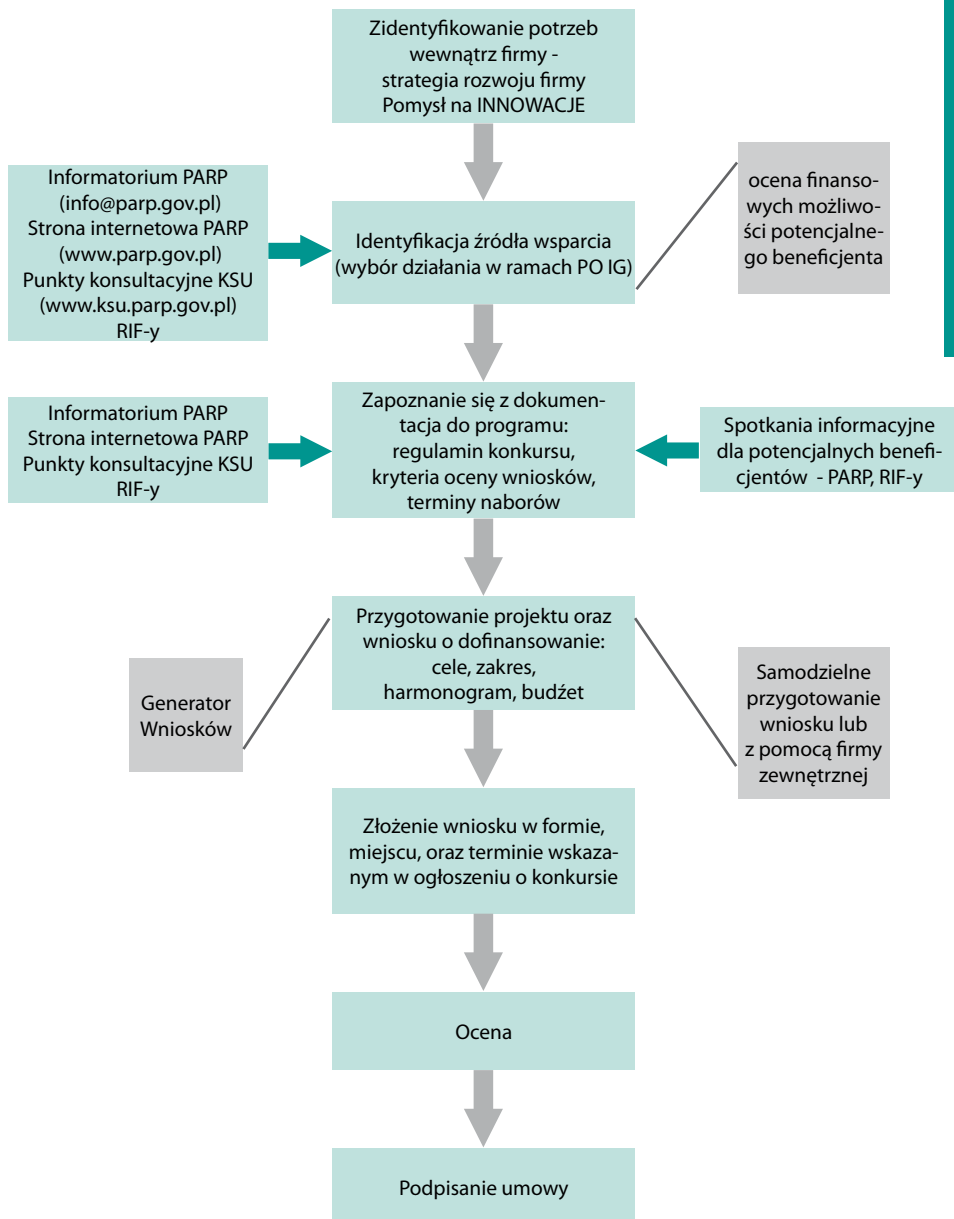 Zidentyfikowanie potrzeb
wewnątrz firmy -
strategia rozwoju firmy
Pomysł na INNOWACJE
Informatorium PARP
(info@parp.gov.pl)
Strona internetowa PARP
(www.parp.gov.pl)
Punkty konsultacyjne KSU
(www.ksu.parp.gov.pl)
RIF-y
Identyfikacja źródła wsparcia
(wybór działania w ramach PO IG)
ocena finanso-
wych możliwo-
ści potencjalne-
go beneficjenta
Informatorium PARP
Strona internetowa PARP
Punkty konsultacyjne KSU
RIF-y
Zapoznanie się z dokumen-
tacja do programu:
regulamin konkursu,
kryteria oceny wniosków,
terminy naborów
Spotkania informacyjne
dla potencjalnych benefi-
cjentów - PARP, RIF-y
Przygotowanie projektu oraz
wniosku o dofinansowanie:
cele, zakres,
harmonogram, budźet
Generator
Wniosków
Samodzielne
przygotowanie
wniosku lub
z pomocą firmy
zewnętrznej
Złożenie wniosku w formie,
miejscu, oraz terminie wskaza-
nym w ogłoszeniu o konkursie
Ocena
Podpisanie umowy